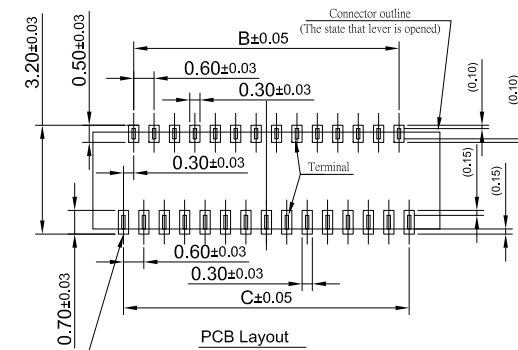 Connector outline
(The state that lever is opened)
B±0.05
0.60±0.03
0.30±0.03
3.20±0.03
0.50±0.03
(0.10)
(0.10)
0.30±0.03
Terminal
(0.15)
(0.15)
0.60±0.03
0.30±0.03
C±0.05
0.70±0.03
PCB Layout